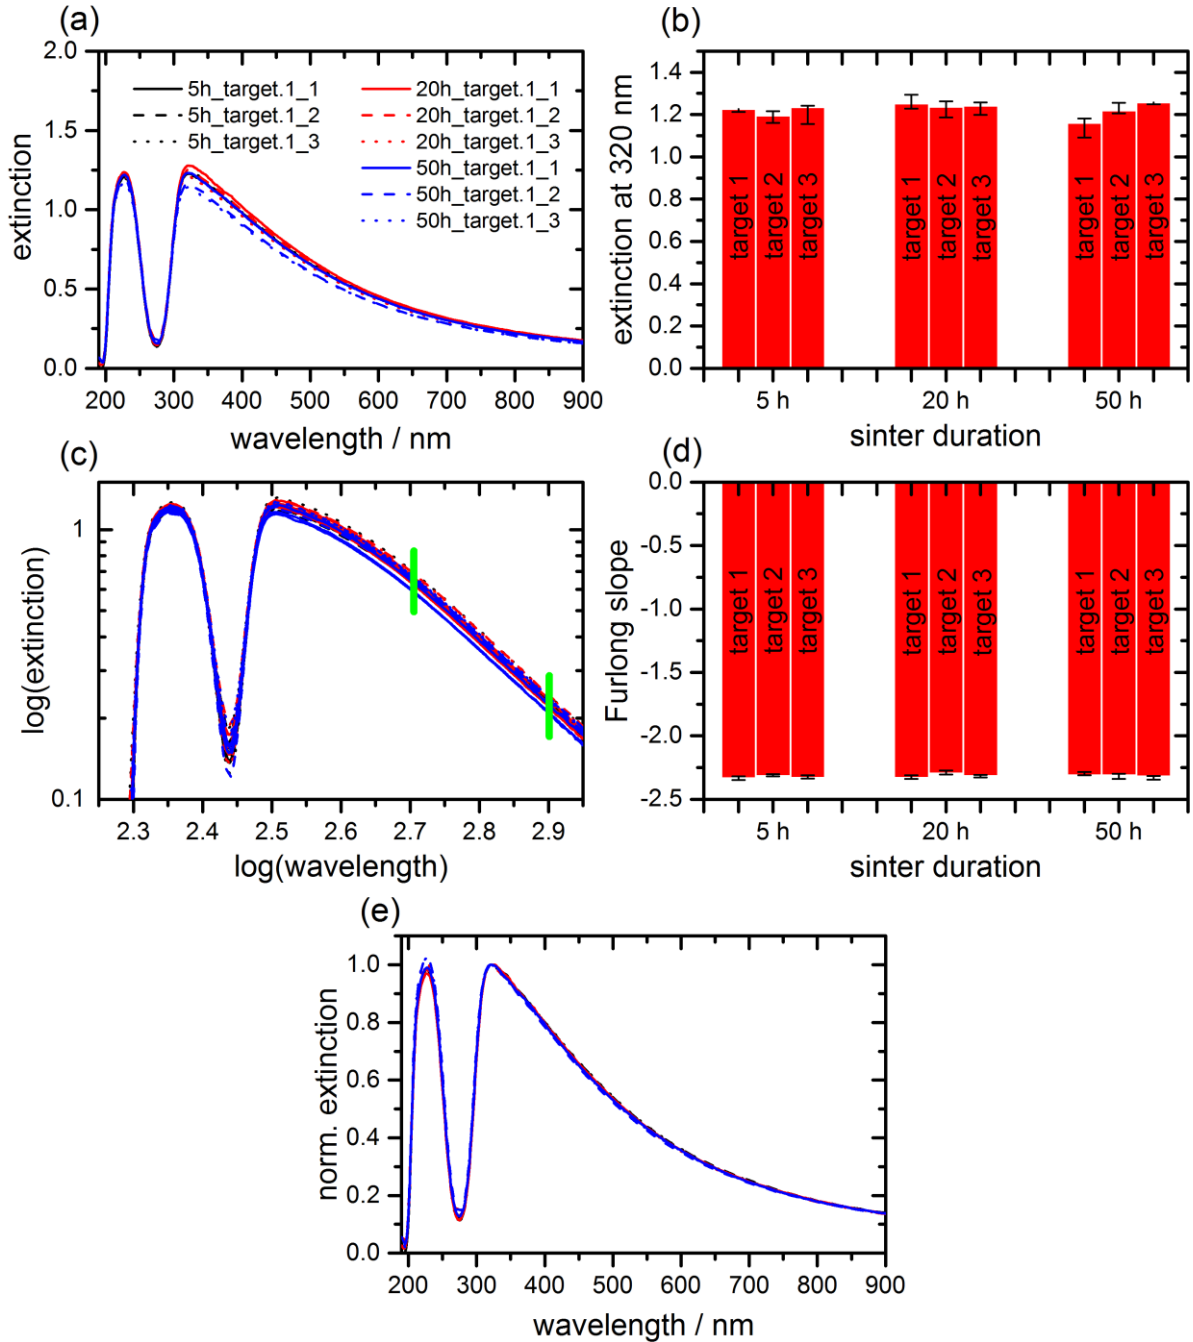 (a)
extinction
2.0
1.5
1.0
0.5
0.0
5h_target.1_1
5h_target.1_2
5h_target.1_3
20h_target.1_1
20h_target.1_2
20h_target.1_3
50h_target.1_1
50h_target.1_2
50h_target.1_3
200 300 400 500 600 700 800 900
wavelength / nm
(b)
extinction at 320 nm
1.4
1.2
1.0
0.8
0.6
0.4
0.2
0.0
target 1
target 2
target 3
target 1
target 2
target 3
target 1
target 2
target 3
5 h 20 h 50 h
sinter duration
(c)
log(extinction)
1
0.1
2.3 2.4 2.5 2.6 2.7 2.8 2.9
log(wavelength)
(d)
Furlong slope
0.0
-0.5
-1.0
-1.5
-2.0
-2.5
target 1
target 2
target 3
target 1
target 2
target 3
target 1
target 2
target 3
5 h 20 h 50 h
sinter duration
(e)
norm. extinction
1.0
0.8
0.6
0.4
0.2
0.0
200 300 400 500 600 700 800 900
wavelength / nm